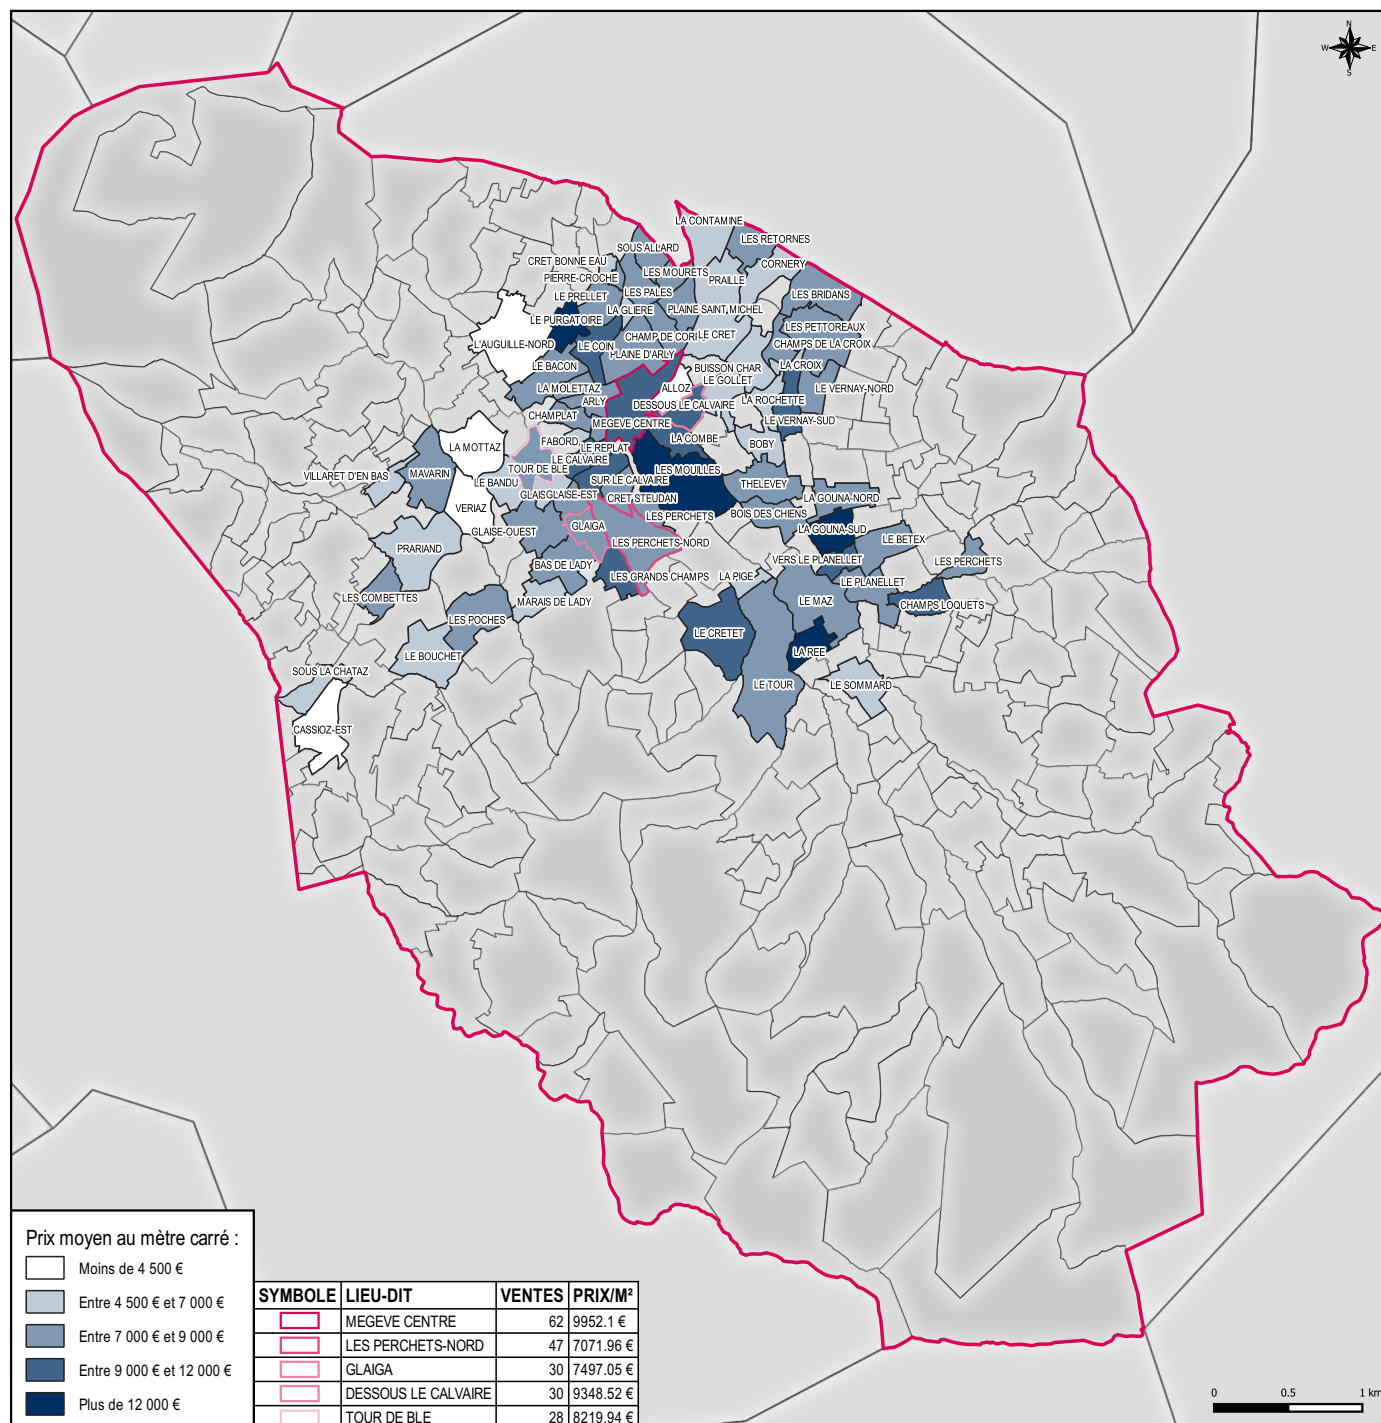 N
W E
S
LA CONTAMINE
LES RETORNES
SOUS ALLARD
CRET BONNE EAU
LES MOURETS
CORNERY
PIERRE-CROCHE
PRAILLE
LE PRELLET
LES PALES
LES BRIDANS
LA GLIERE
PLAINE SAINT MICHEL
LE PURGATOIRE
LES PETTOREAUX
CHAMP DE CORI
LE CRET
L'AUGUILLE-NORD
LE COIN
CHAMPS DE LA CROIX
PLAINE D'ARLY
LE BACON
BUISSON CHAR
LA CROIX
LE GOLLET
LA MOLETTAZ
ALLOZ
LE VERNAY-NORD
ARLY
DESSOUS LE CALVAIRE
LA ROCHETTE
CHAMPLAT
MEGEVE CENTRE
LE VERNAY-SUD
FABORD
LA COMBE
BOBY
LA MOTTAZ
LE REPLAT
LE CALVAIRE
TOUR DE BLE
LES MOUILLES
VILLARET D'EN BAS
MAVARIN
LE BANDU
SUR LE CALVAIRE
THELEVEY
GLAIS
GLAISE-EST
CRET STEUDAN
LA GOUNA-NORD
VERIAZ
LES PERCHETS
BOIS DES CHIENS
GLAISE-OUEST
GLAIGA
LA GOUNA-SUD
LE BETEX
PRARIAND
LES PERCHETS-NORD
BAS DE LADY
VERS LE PLANELLET
LES PERCHETS
LES GRANDS CHAMPS
LA PIGE
LE PLANELLET
LES COMBETTES
MARAIS DE LADY
LE MAZ
CHAMPS LOQUETS
LES POCHES
LE CRETET
LE BOUCHET
LA REE
SOUS LA CHATAZ
LE TOUR
LE SOMMARD
CASSIOZ-EST
Prix moyen au mètre carré :
Moins de 4 500 €
Entre 4 500 € et 7 000 €
Entre 7 000 € et 9 000 €
Entre 9 000 € et 12 000 €
Plus de 12 000 €
SYMBOLE LIEU-DIT VENTES PRIX/M²
MEGEVE CENTRE 62 9952.1 €
LES PERCHETS-NORD 47 7071.96 €
GLAIGA 30 7497.05 €
DESSOUS LE CALVAIRE 30 9348.52 €
TOUR DE BLE 28 8219.94 €
0 0.5 1 km